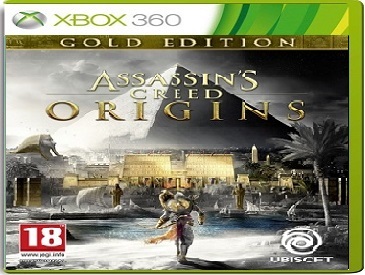 XBOX 360
GOLD EDITION
ASSASSIN'S
CREED
ORIGINS
18
www.pegi.info
UBISOFT